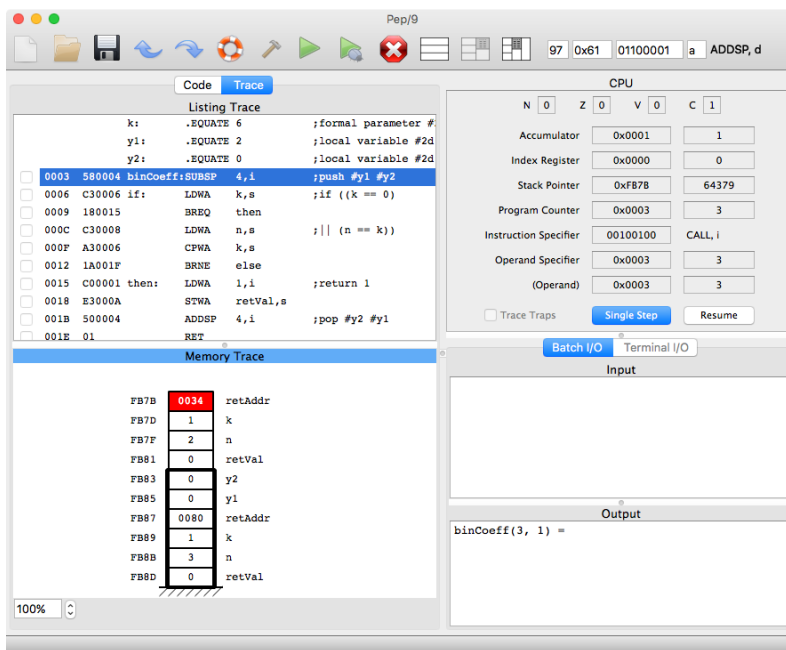 Pep/9
97 0x61 01100001 a ADDSP, d
Code Trace
Listing Trace
k: .EQUATE 6 ;formal parameter #
y1: .EQUATE 2 ;local variable #2d
y2: .EQUATE 0 ;local variable #2d
0003 580004 binCoeff:SUBSP 4,i ;push #y1 #y2
0006 C30006 if: LDWA k,s ;if ((k == 0)
0009 180015 BREQ then
000C C30008 LDWA n,s ;|| (n == k))
000F A30006 CPWA k,s
0012 1A001F BRNE else
0015 C00001 then: LDWA 1,i ;return 1
0018 E3000A STWA retVal,s
001B 500004 ADDSP 4,i ;pop #y2 #y1
001E 01 RET
Memory Trace
FB7B 0034 retAddr
FB7D 1 k
FB7F 2 n
FB81 0 retVal
FB83 0 y2
FB85 0 y1
FB87 0080 retAddr
FB89 1 k
FB8B 3 n
FB8D 0 retVal
100%
CPU
N 0 Z 0 V 0 C 1
Accumulator 0x0001 1
Index Register 0x0000 0
Stack Pointer 0xFB7B 64379
Program Counter 0x0003 3
Instruction Specifier 00100100 CALL, i
Operand Specifier 0x0003 3
(Operand) 0x0003 3
Trace Traps Single Step Resume
Batch I/O Terminal I/O
Input
Output
binCoeff(3, 1) =